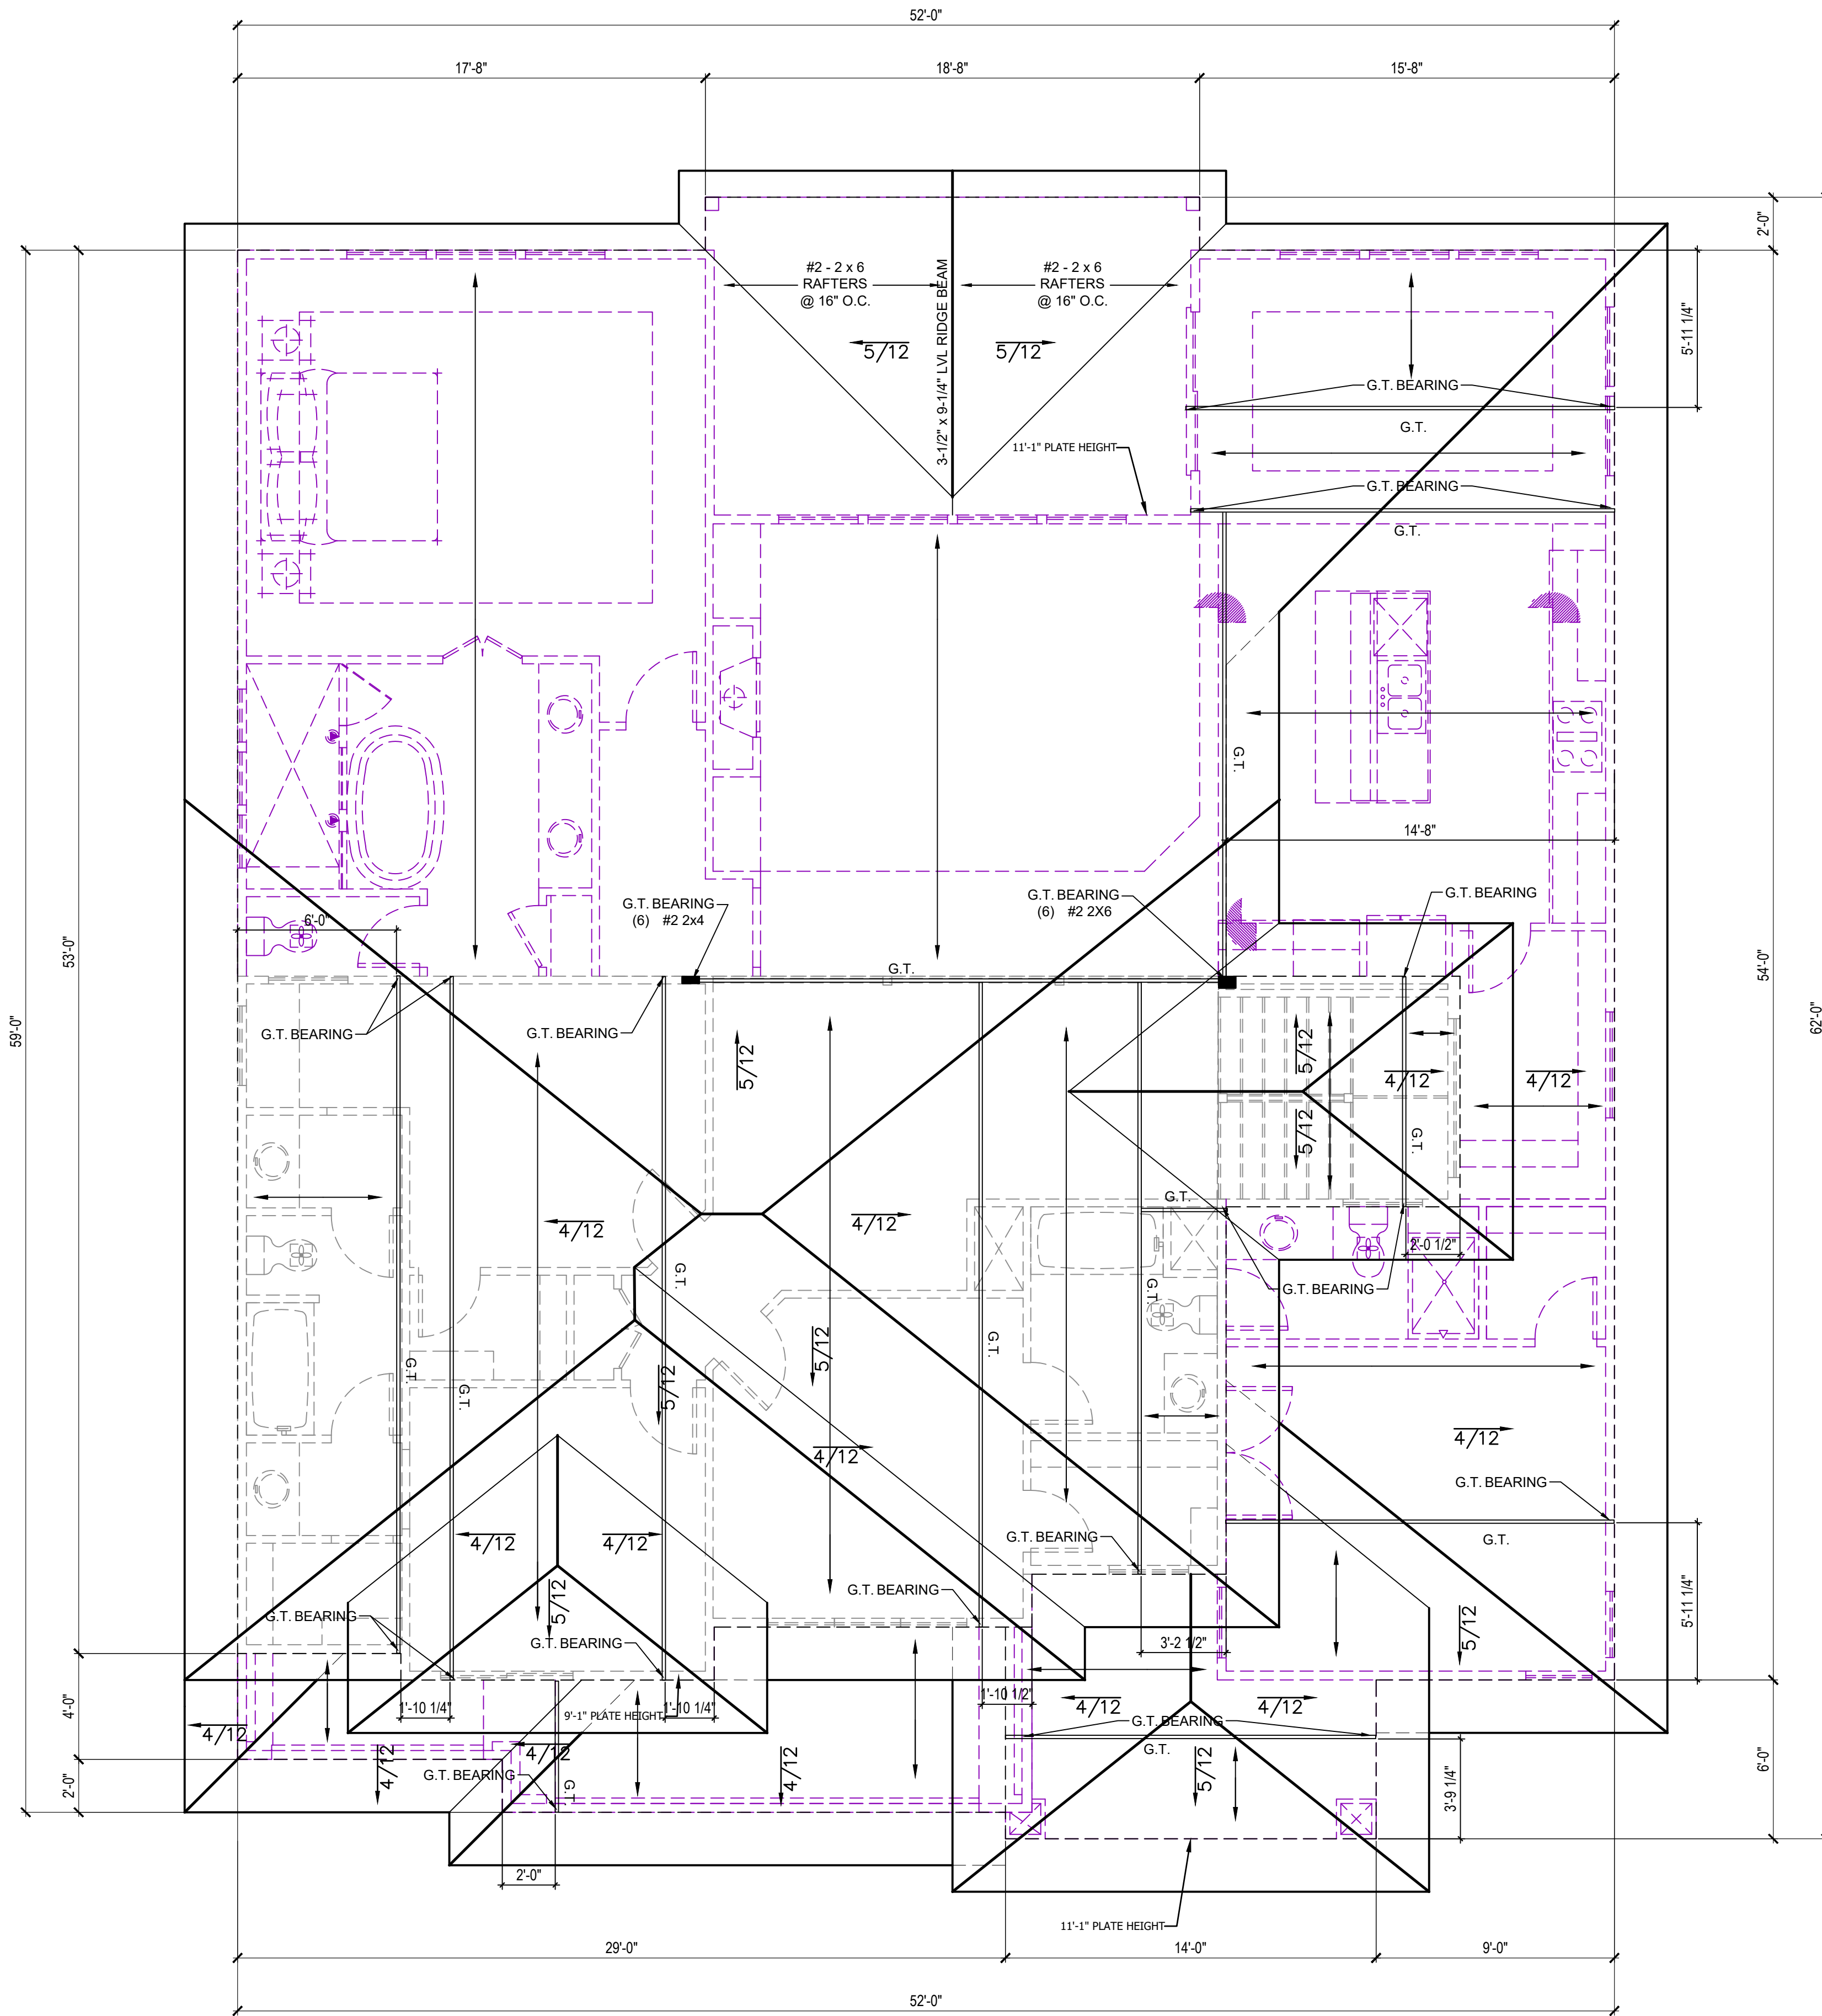 52'-0"
17'-8"
18'-8"
15'-8"
2'-0"
#2 - 2 x 6
RAFTERS
@ 16" O.C.
3-1/2" x 9-1/4" LVL RIDGE BEAM
#2 - 2 x 6
RAFTERS
@ 16" O.C.
5/12
5/12
5'-11 1/4"
G.T. BEARING
G.T.
11'-1" PLATE HEIGHT
G.T. BEARING
G.T.
G.T.
14'-8"
6'-0"
G.T. BEARING
(6) #2 2x4
G.T. BEARING
(6) #2 2X6
G.T. BEARING
53'-0"
54'-0"
59'-0"
62'-0"
G.T.
G.T. BEARING
G.T. BEARING
5/12
5/12
4/12
4/12
5/12
G.T.
G.T.
4/12
4/12
2'-0 1/2"
G.T.
G.T.
G.T. BEARING
G.T.
5/12
G.T.
G.T.
5/12
4/12
4/12
G.T. BEARING
4/12
4/12
G.T. BEARING
G.T.
5/12
G.T. BEARING
5'-11 1/4"
G.T. BEARING
5/12
G.T. BEARING
3'-2 1/2"
1'-10 1/4"
1'-10 1/4"
1'-10 1/2"
9'-1" PLATE HEIGHT
4/12
4/12
4/12
G.T. BEARING
G.T.
4'-0"
4/12
4/12
4/12
5/12
6'-0"
G.T. BEARING
G.T.
3'-9 1/4"
2'-0"
2'-0"
11'-1" PLATE HEIGHT
29'-0"
14'-0"
9'-0"
52'-0"